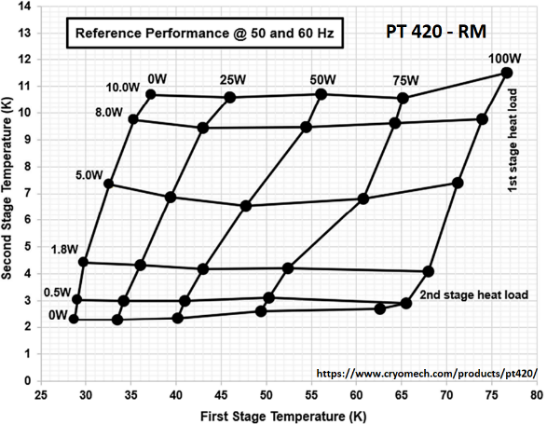 Reference Performance @ 50 and 60 Hz
PT 420 - RM
14
13
12
11
10
9
8
7
6
5
4
3
2
1
0
Second Stage Temperature (K)
0W
25W
50W
75W
100W
10.0W
8.0W
5.0W
1.8W
0.5W
0W
1st stage heat load
2nd stage heat load
https://www.cryomech.com/products/pt420/
25 30 35 40 45 50 55 60 65 70 75 80
First Stage Temperature (K)